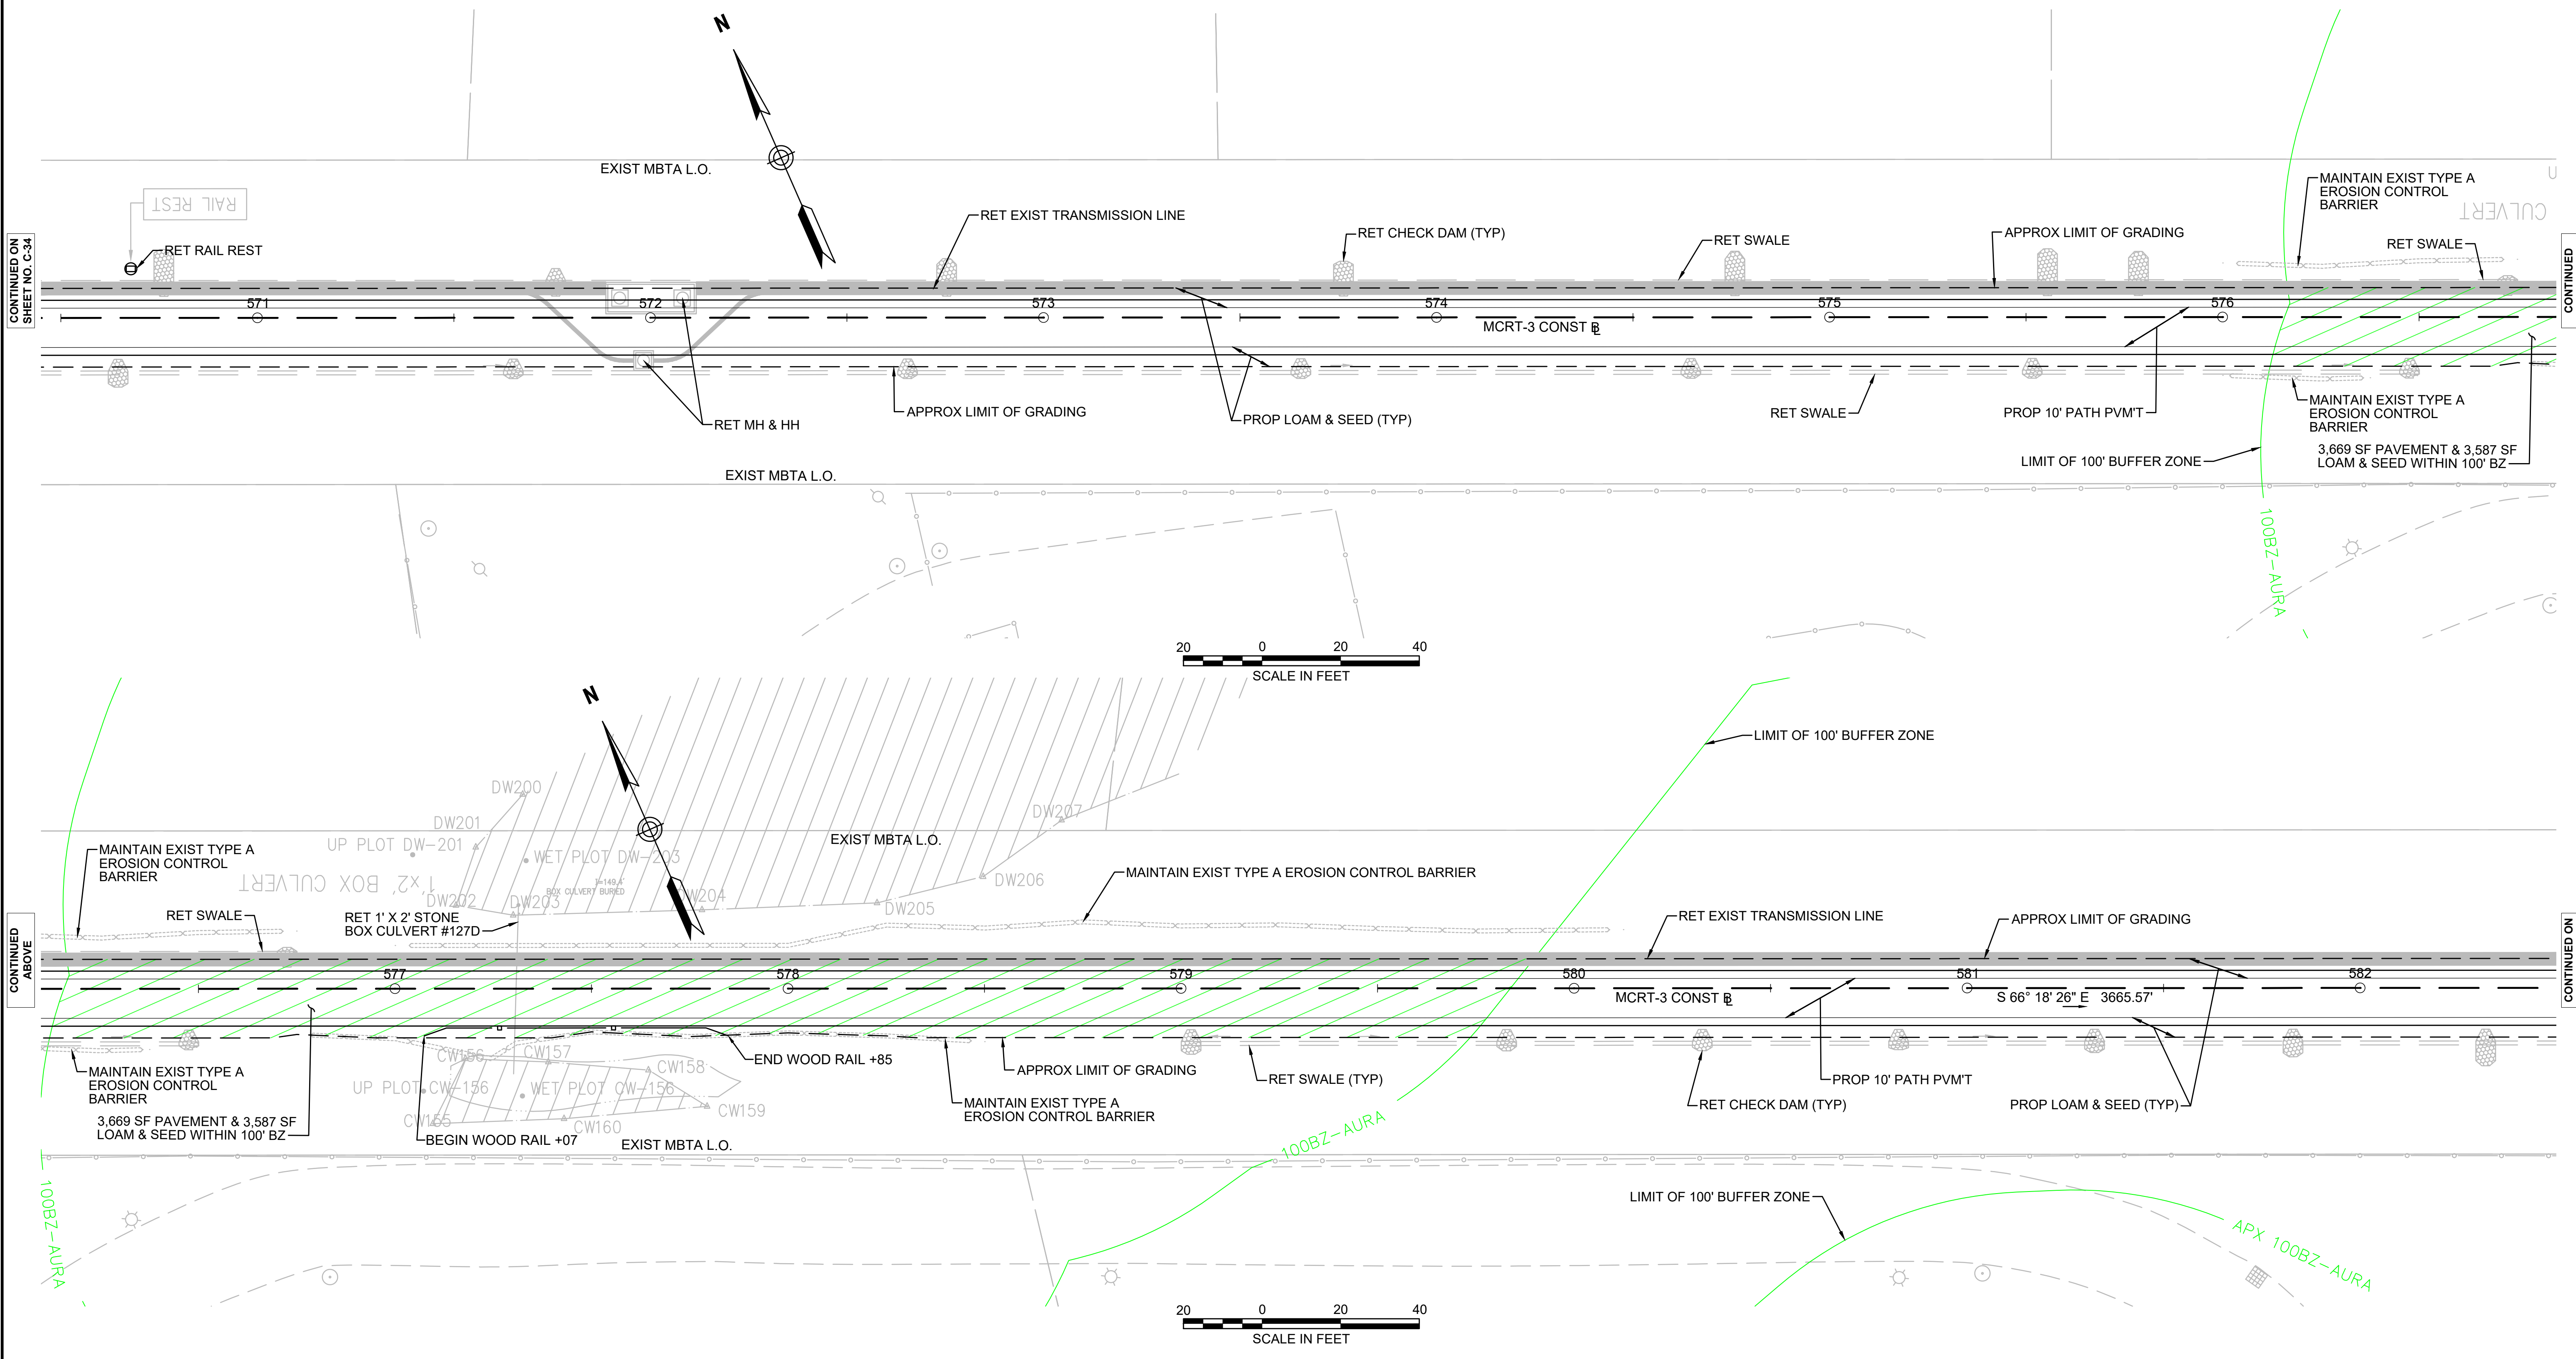 N
EXIST MBTA L.O.
RAIL REST
RET RAIL REST
RET EXIST TRANSMISSION LINE
RET CHECK DAM (TYP)
RET SWALE
APPROX LIMIT OF GRADING
MAINTAIN EXIST TYPE A
EROSION CONTROL
BARRIER
U
CULVERT
RET SWALE
CONTINUED ON
SHEET NO. C-34
CONTINUED
571
572
573
574
575
576
MCRT-3 CONST BL
RET MH & HH
APPROX LIMIT OF GRADING
PROP LOAM & SEED (TYP)
RET SWALE
PROP 10' PATH PVM'T
MAINTAIN EXIST TYPE A
EROSION CONTROL
BARRIER
LIMIT OF 100' BUFFER ZONE
3,669 SF PAVEMENT & 3,587 SF
LOAM & SEED WITHIN 100' BZ
EXIST MBTA L.O.
100BZ-AURA
20 0 20 40
SCALE IN FEET
N
LIMIT OF 100' BUFFER ZONE
DW200
DW201
DW207
UP PLOT DW-201
WET PLOT DW-203
EXIST MBTA L.O.
MAINTAIN EXIST TYPE A
EROSION CONTROL
BARRIER
1'x2' BOX CULVERT
I=149.4'
BOX CULVERT BURIED
DW202
DW203
DW204
DW205
DW206
MAINTAIN EXIST TYPE A EROSION CONTROL BARRIER
RET SWALE
RET 1' X 2' STONE
BOX CULVERT #127D
RET EXIST TRANSMISSION LINE
APPROX LIMIT OF GRADING
CONTINUED
ABOVE
CONTINUED ON
577
578
579
580
581
582
MCRT-3 CONST BL
S 66° 18' 26" E 3665.57'
MAINTAIN EXIST TYPE A
EROSION CONTROL
BARRIER
CW156
CW157
CW158
END WOOD RAIL +85
APPROX LIMIT OF GRADING
RET SWALE (TYP)
PROP 10' PATH PVM'T
UP PLOT CW-156
WET PLOT CW-156
CW159
MAINTAIN EXIST TYPE A
EROSION CONTROL BARRIER
RET CHECK DAM (TYP)
PROP LOAM & SEED (TYP)
3,669 SF PAVEMENT & 3,587 SF
LOAM & SEED WITHIN 100' BZ
CW155
CW160
BEGIN WOOD RAIL +07
EXIST MBTA L.O.
100BZ-AURA
100BZ-AURA
LIMIT OF 100' BUFFER ZONE
APX 100BZ-AURA
20 0 20 40
SCALE IN FEET